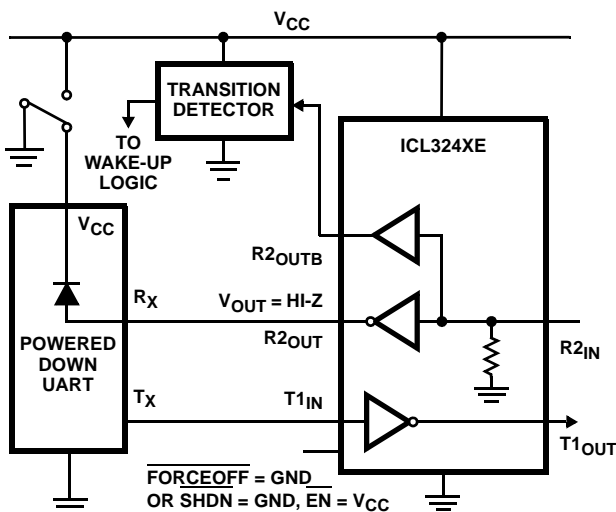 VCC
TRANSITION
DETECTOR
TO
WAKE-UP
LOGIC
ICL324XE
VCC
R2OUTB
RX
VOUT = HI-Z
R2OUT
R2IN
POWERED
DOWN
UART
TX
T1IN
T1OUT
FORCEOFF = GND
OR SHDN = GND, EN = VCC